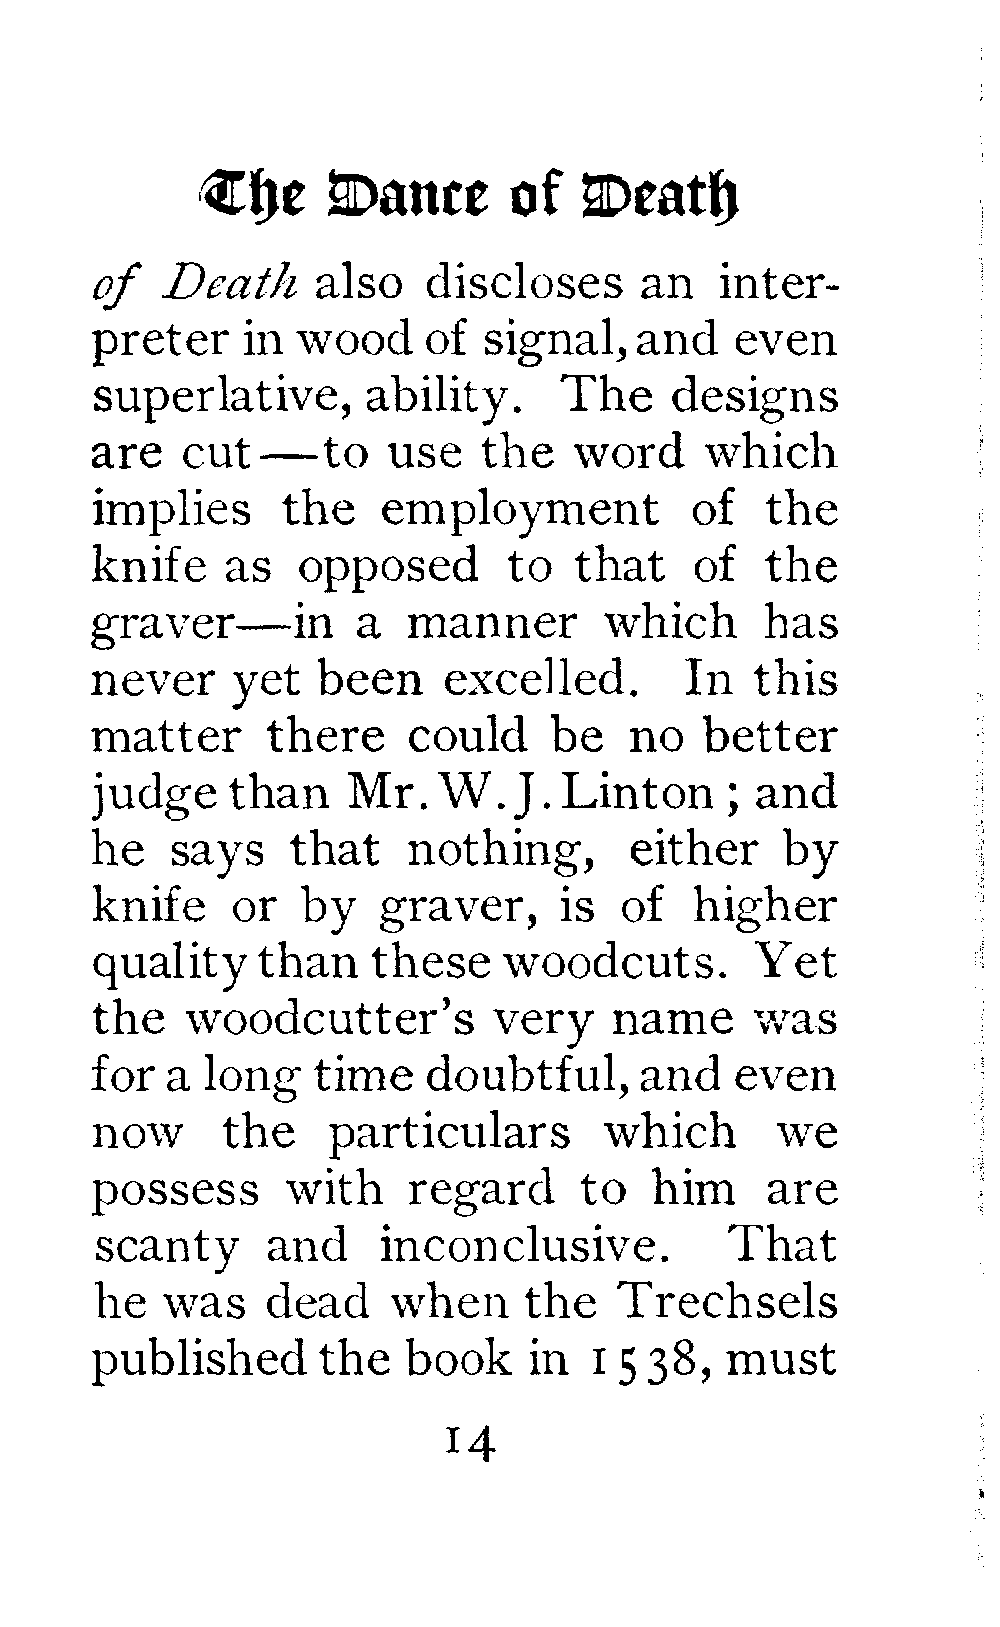 The Dance of Death
of Death also discloses an inter-
preter in wood of signal, and even
superlative, ability. The designs
are cut—to use the word which
implies the employment of the
knife as opposed to that of the
graver—in a manner which has
never yet been excelled. In this
matter there could be no better
judge than Mr. W. J. Linton ; and
he says that nothing, either by
knife or by graver, is of higher
quality than these woodcuts. Yet
the woodcutter's very name was
for a long time doubtful, and even
now the particulars which we
possess with regard to him are
scanty and inconclusive. That
he was dead when the Trechsels
published the book in 1538, must
14